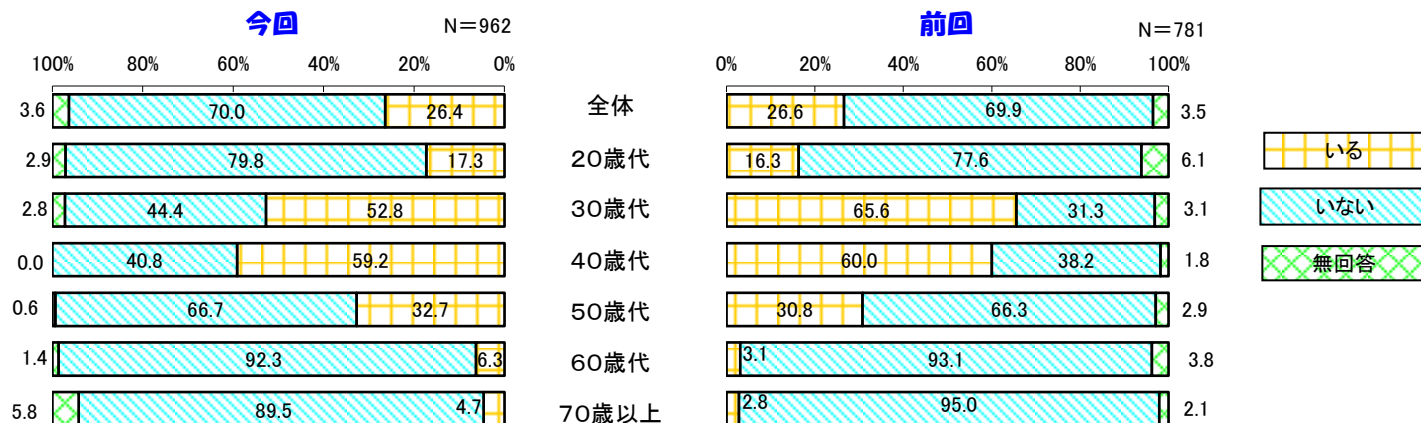 今回 N＝962 前回 N＝781
100% 80% 60% 40% 20% 0% 0% 20% 40% 60% 80% 100%
3.6 70.0 26.4 全体 26.6 69.9 3.5
2.9 79.8 17.3 20歳代 16.3 77.6 6.1
2.8 44.4 52.8 30歳代 65.6 31.3 3.1
0.0 40.8 59.2 40歳代 60.0 38.2 1.8
0.6 66.7 32.7 50歳代 30.8 66.3 2.9
1.4 92.3 6.3 60歳代 3.1 93.1 3.8
5.8 89.5 4.7 70歳以上 2.8 95.0 2.1
いる
いない
無回答